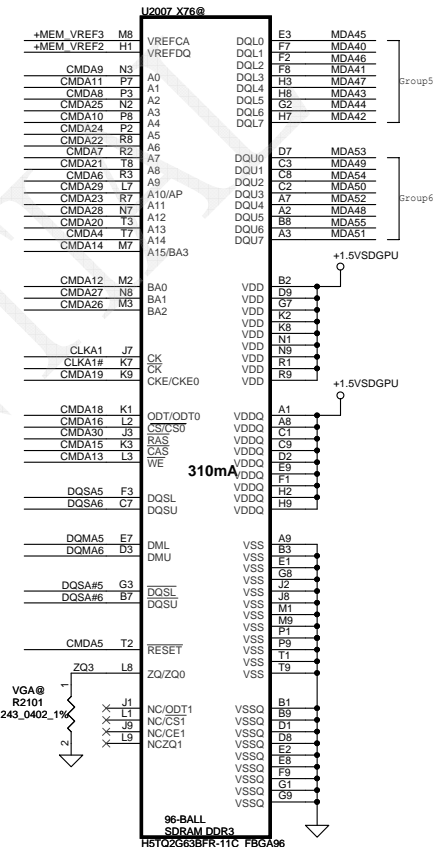 U2007 X76@
+MEM_VREF3 M8 VREFCA
+MEM_VREF2 H1 VREFDQ
CMDA9 N3 A0
CMDA11 P7 A1
CMDA8 P3 A2
CMDA25 N2 A3
CMDA10 P8 A4
CMDA24 P2 A5
CMDA22 R8 A6
CMDA7 R2 A7
CMDA21 T8 A8
CMDA6 R3 A9
CMDA29 L7 A10/AP
CMDA23 R7 A11
CMDA28 N7 A12
CMDA20 T3 A13
CMDA4 T7 A14
CMDA14 M7 A15/BA3
CMDA12 M2 BA0
CMDA27 N8 BA1
CMDA26 M3 BA2
CLKA1 J7 CK
CLKA1# K7 CK
CMDA19 K9 CKE/CKE0
CMDA18 K1 ODT/ODT0
CMDA16 L2 CS/CS0
CMDA30 J3 RAS
CMDA15 K3 CAS
CMDA13 L3 WE
310mA
DQSA5 F3 DQSL
DQSA6 C7 DQSU
DQMA5 E7 DML
DQMA6 D3 DMU
DQSA#5 G3 DQSL
DQSA#6 B7 DQSU
CMDA5 T2 RESET
ZQ3 L8 ZQ/ZQ0
VGA@
R2101
243_0402_1%
1
2
J1 NC/ODT1
L1 NC/CS1
J9 NC/CE1
L9 NCZQ1
DQL0 E3 MDA45
DQL1 F7 MDA40
DQL2 F2 MDA46
DQL3 F8 MDA41
DQL4 H3 MDA47
DQL5 H8 MDA43
DQL6 G2 MDA44
DQL7 H7 MDA42
Group5
DQU0 D7 MDA53
DQU1 C3 MDA49
DQU2 C8 MDA54
DQU3 C2 MDA50
DQU4 A7 MDA52
DQU5 A2 MDA48
DQU6 B8 MDA55
DQU7 A3 MDA51
Group6
+1.5VSDGPU
VDD B2
VDD D9
VDD G7
VDD K2
VDD K8
VDD N1
VDD N9
VDD R1
VDD R9
+1.5VSDGPU
VDDQ A1
VDDQ A8
VDDQ C1
VDDQ C9
VDDQ D2
VDDQ E9
VDDQ F1
VDDQ H2
VDDQ H9
VSS A9
VSS B3
VSS E1
VSS G8
VSS J2
VSS J8
VSS M1
VSS M9
VSS P1
VSS P9
VSS T1
VSS T9
VSSQ B1
VSSQ B9
VSSQ D1
VSSQ D8
VSSQ E2
VSSQ E8
VSSQ F9
VSSQ G1
VSSQ G9
96-BALL
SDRAM DDR3
H5TQ2G63BFR-11C_FBGA96